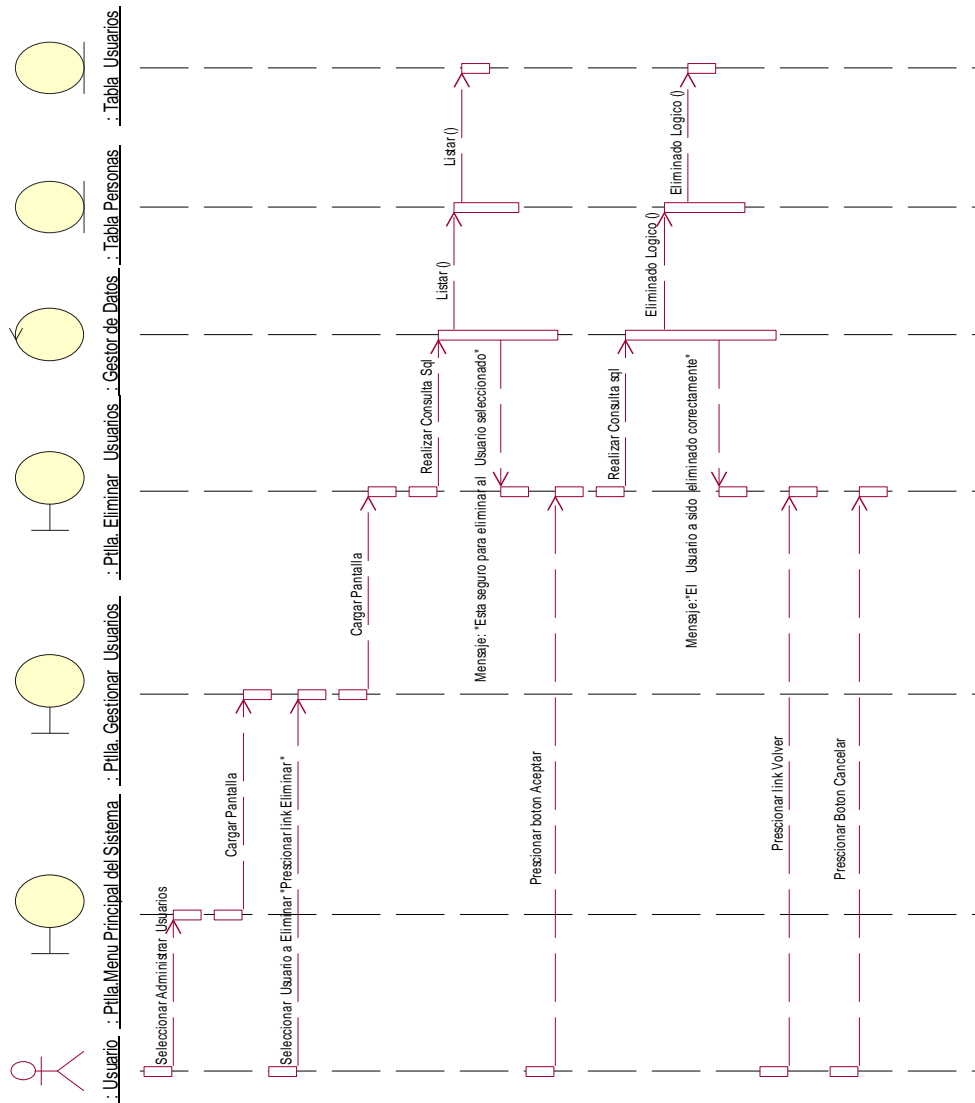 : Usuario
: Ptlla.Menu Principal del Sistema
: Ptlla. Gestionar Usuarios
: Ptlla. Eliminar Usuarios
: Gestor de Datos
: Tabla Personas
: Tabla Usuarios
Seleccionar Administrar Usuarios
Cargar Pantalla
Seleccionar Usuario a Eliminar "Prescionar link Eliminar"
Cargar Pantalla
Realizar Consulta Sql
Listar ()
Listar ()
Mensaje: "Esta seguro para eliminar al Usuario seleccionado"
Prescionar boton Aceptar
Realizar Consulta sql
Eliminado Logico ()
Eliminado Logico ()
Mensaje:"El Usuario a sido eliminado correctamente"
Prescionar link Volver
Prescionar Boton Cancelar